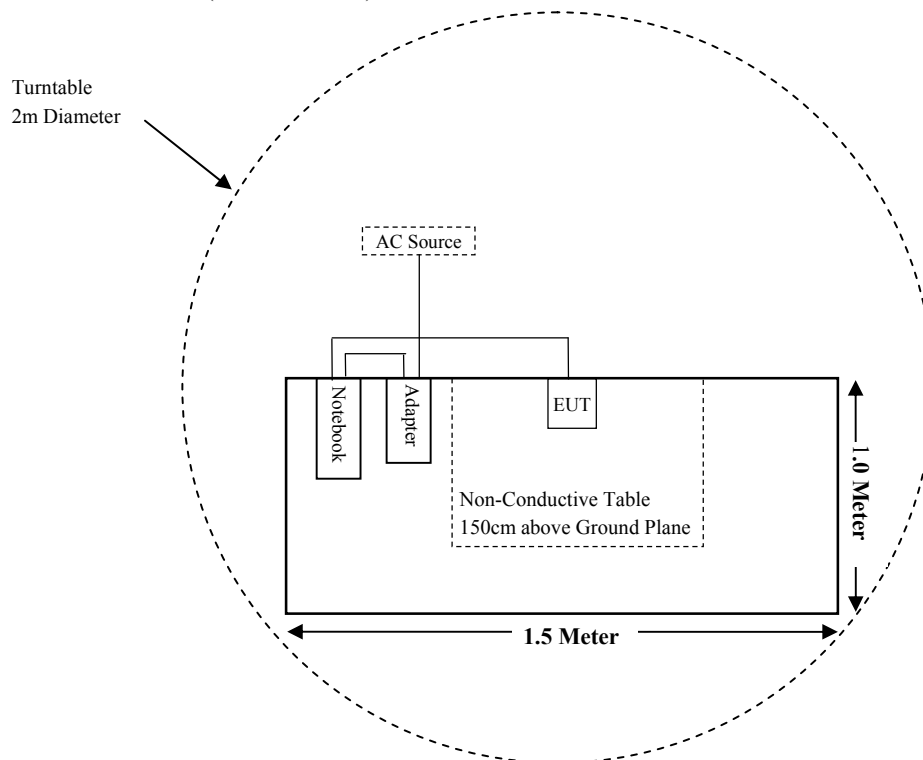 Turntable
2m Diameter
AC Source
Notebook
Adapter
EUT
Non-Conductive Table
150cm above Ground Plane
1.0 Meter
1.5 Meter